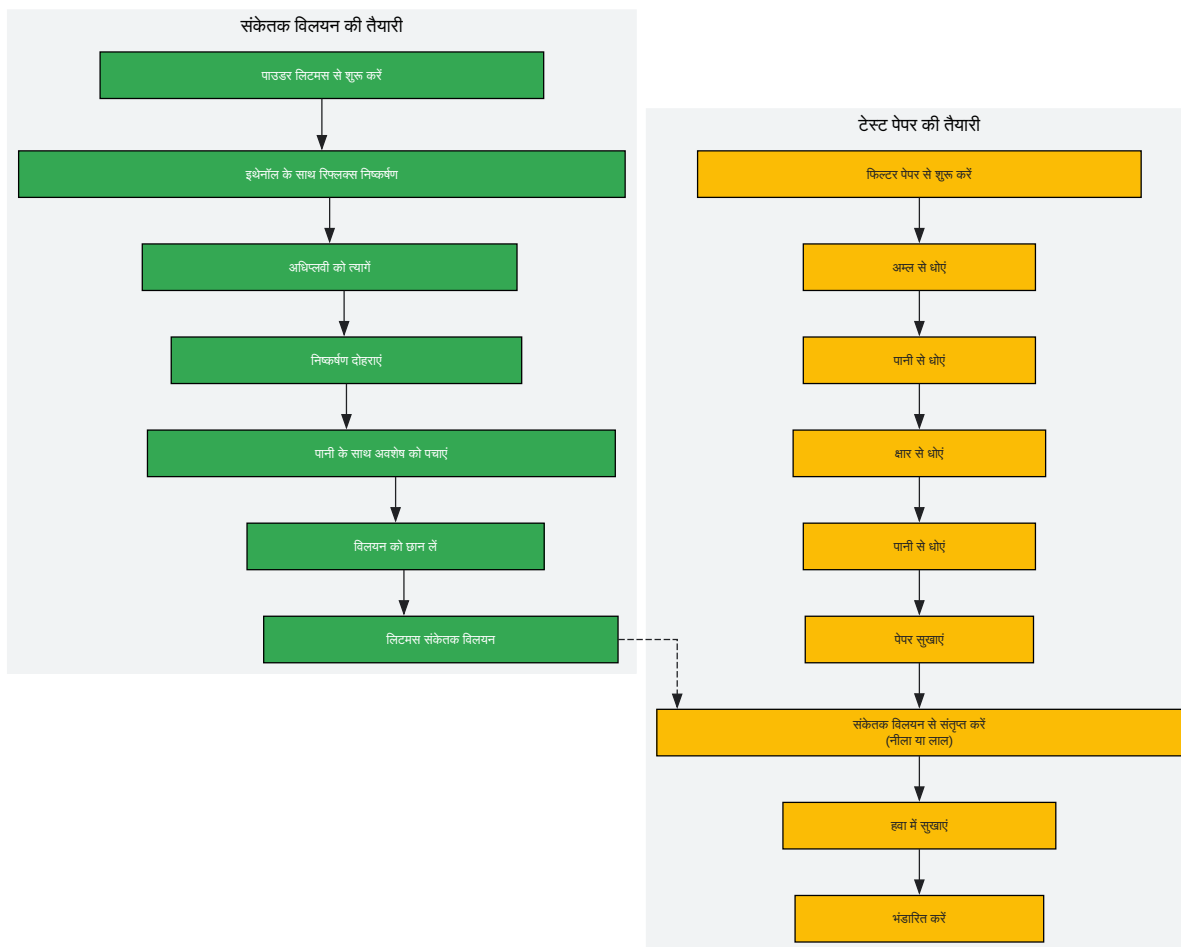 संकेतक विलयन की तैयारी
पाउडर लिटमस से शुरू करें
इथेनॉल के साथ रिफ्लक्स निष्कर्षण
अधिप्लवी को त्यागें
निष्कर्षण दोहराएं
पानी के साथ अवशेष को पचाएं
विलयन को छान लें
लिटमस संकेतक विलयन
टेस्ट पेपर की तैयारी
फिल्टर पेपर से शुरू करें
अम्ल से धोएं
पानी से धोएं
क्षार से धोएं
पानी से धोएं
पेपर सुखाएं
संकेतक विलयन से संतृप्त करें
(नीला या लाल)
हवा में सुखाएं
भंडारित करें